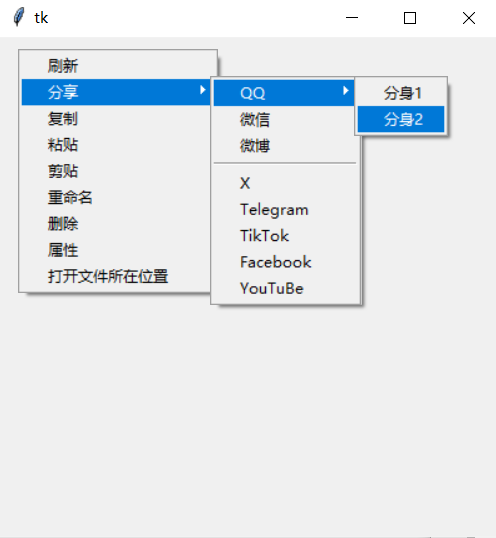 tk
刷新
分享
复制
粘贴
剪贴
重命名
删除
属性
打开文件所在位置
QQ
微信
微博
X
Telegram
TikTok
Facebook
YouTuBe
分身1
分身2